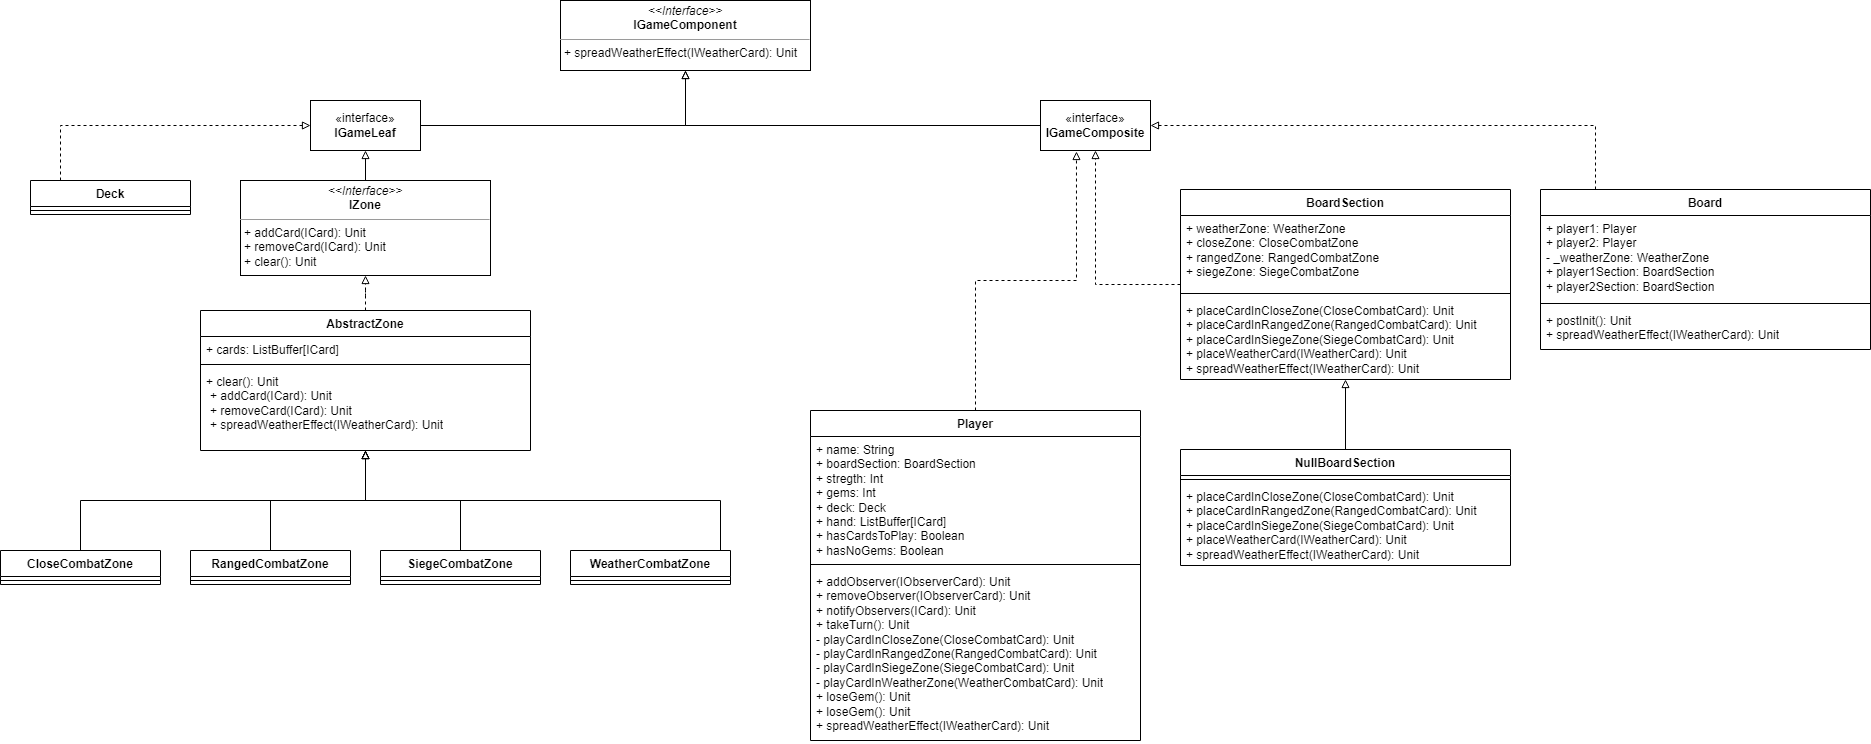 <<Interface>>
IGameComponent
+ spreadWeatherEffect(IWeatherCard): Unit
«interface»
IGameLeaf
«interface»
IGameComposite
Deck
<<Interface>>
IZone
+ addCard(ICard): Unit
+ removeCard(ICard): Unit
+ clear(): Unit
BoardSection
+ weatherZone: WeatherZone
+ closeZone: CloseCombatZone
+ rangedZone: RangedCombatZone
+ siegeZone: SiegeCombatZone
+ placeCardInCloseZone(CloseCombatCard): Unit
+ placeCardInRangedZone(RangedCombatCard): Unit
+ placeCardInSiegeZone(SiegeCombatCard): Unit
+ placeWeatherCard(IWeatherCard): Unit
+ spreadWeatherEffect(IWeatherCard): Unit
Board
+ player1: Player
+ player2: Player
- _weatherZone: WeatherZone
+ player1Section: BoardSection
+ player2Section: BoardSection
+ postInit(): Unit
+ spreadWeatherEffect(IWeatherCard): Unit
AbstractZone
+ cards: ListBuffer[ICard]
+ clear(): Unit
+ addCard(ICard): Unit
+ removeCard(ICard): Unit
+ spreadWeatherEffect(IWeatherCard): Unit
Player
+ name: String
+ boardSection: BoardSection
+ stregth: Int
+ gems: Int
+ deck: Deck
+ hand: ListBuffer[ICard]
+ hasCardsToPlay: Boolean
+ hasNoGems: Boolean
+ addObserver(IObserverCard): Unit
+ removeObserver(IObserverCard): Unit
+ notifyObservers(ICard): Unit
+ takeTurn(): Unit
- playCardInCloseZone(CloseCombatCard): Unit
- playCardInRangedZone(RangedCombatCard): Unit
- playCardInSiegeZone(SiegeCombatCard): Unit
- playCardInWeatherZone(WeatherCombatCard): Unit
+ loseGem(): Unit
+ loseGem(): Unit
+ spreadWeatherEffect(IWeatherCard): Unit
NullBoardSection
+ placeCardInCloseZone(CloseCombatCard): Unit
+ placeCardInRangedZone(RangedCombatCard): Unit
+ placeCardInSiegeZone(SiegeCombatCard): Unit
+ placeWeatherCard(IWeatherCard): Unit
+ spreadWeatherEffect(IWeatherCard): Unit
CloseCombatZone
RangedCombatZone
SiegeCombatZone
WeatherCombatZone